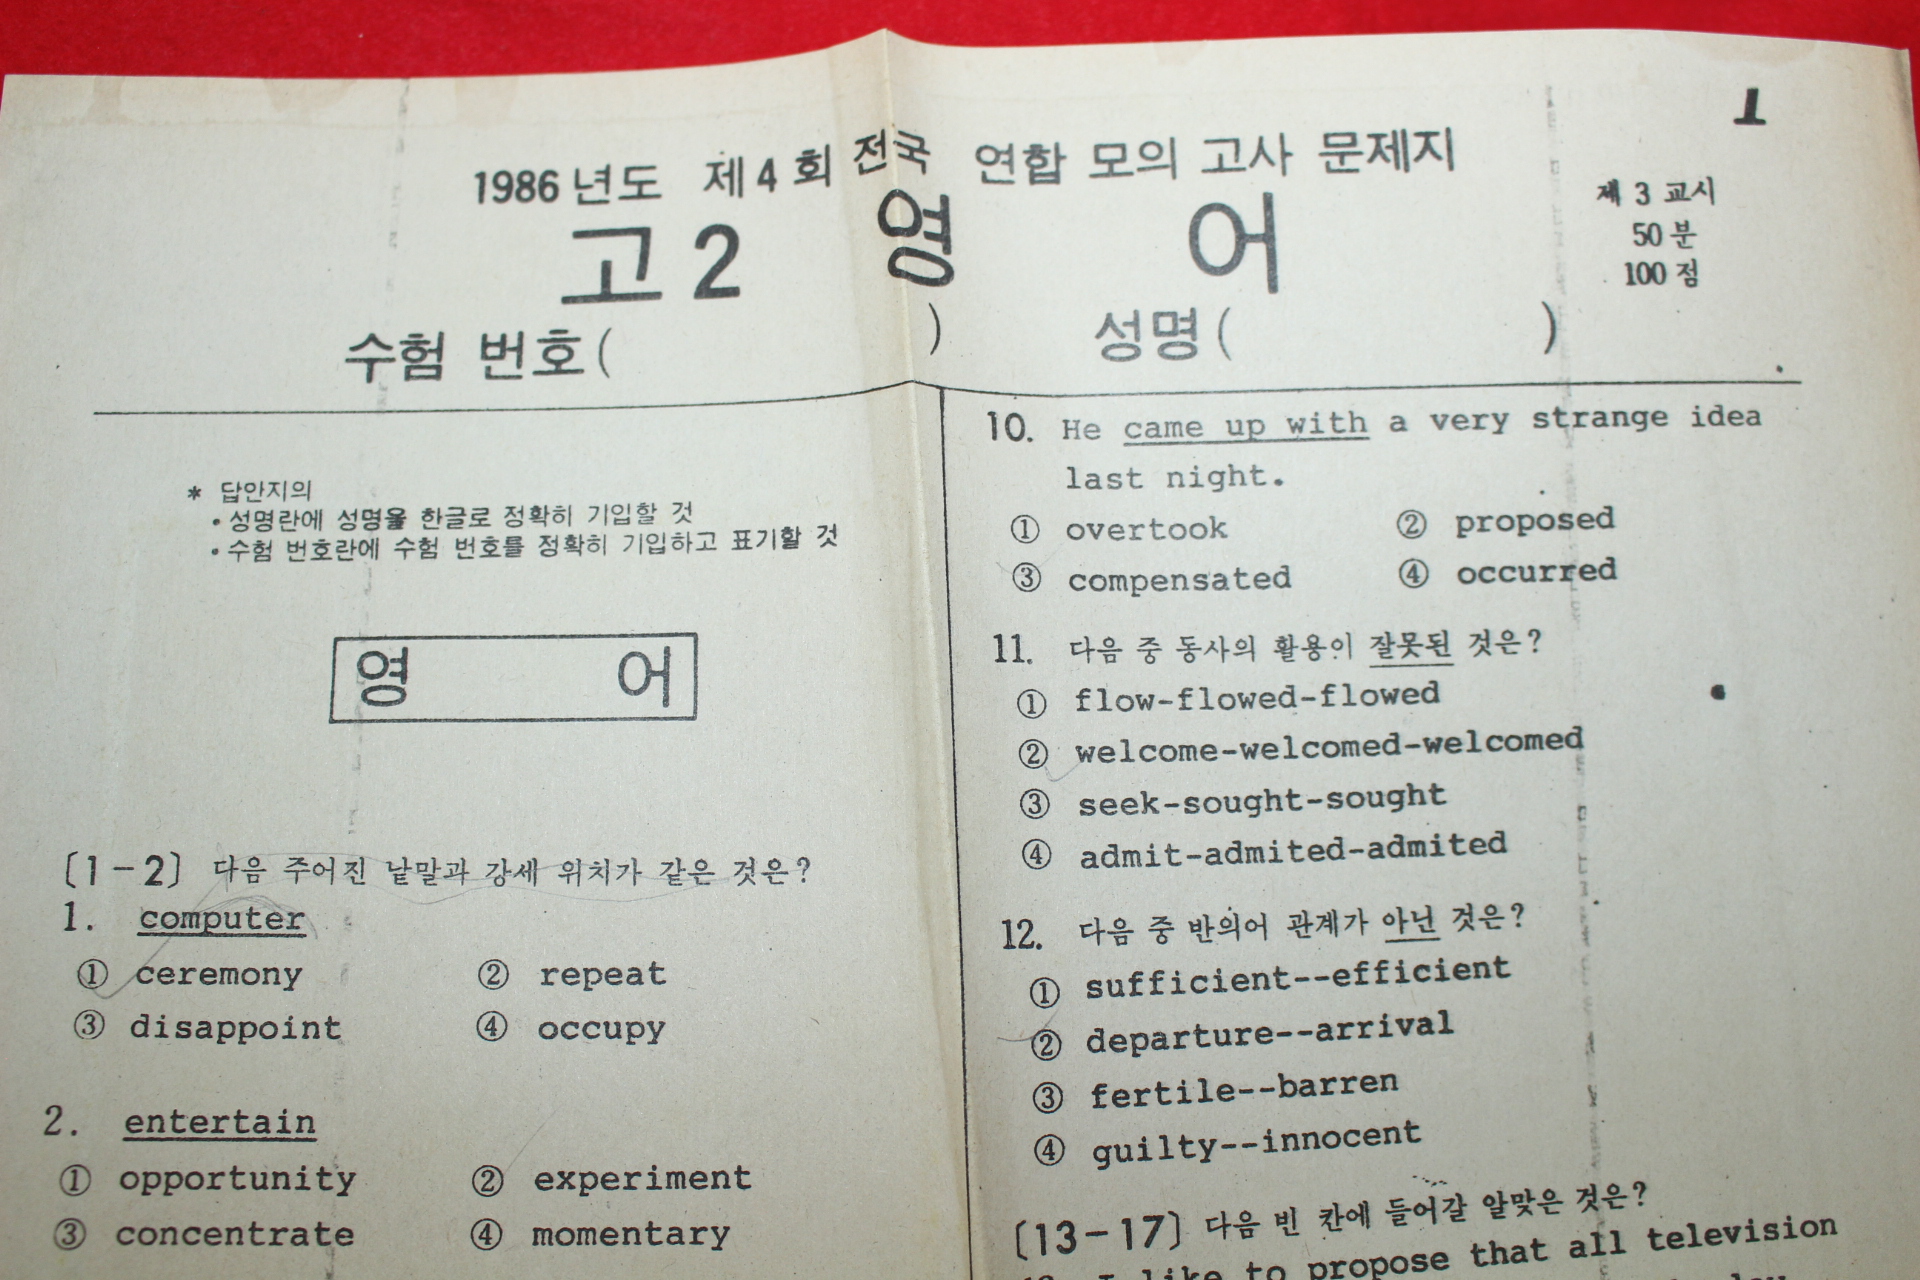 1
1986년도 제4회 전국 연합 모의 고사 문제지
고2 영 어
제 3 교시
50 분
100 점
수험 번호( )
성명( )
* 답안지의
• 성명란에 성명을 한글로 정확히 기입할 것
• 수험 번호란에 수험 번호를 정확히 기입하고 표기할 것
영 어
〔1-2〕 다음 주어진 낱말과 강세 위치가 같은 것은?
1. computer
① ceremony ② repeat
③ disappoint ④ occupy
2. entertain
① opportunity ② experiment
③ concentrate ④ momentary
10. He came up with a very strange idea
last night.
① overtook ② proposed
③ compensated ④ occurred
11. 다음 중 동사의 활용이 잘못된 것은?
① flow-flowed-flowed
② welcome-welcomed-welcomed
③ seek-sought-sought
④ admit-admited-admited
12. 다음 중 반의어 관계가 아닌 것은?
① sufficient--efficient
② departure--arrival
③ fertile--barren
④ guilty--innocent
〔13-17〕 다음 빈 칸에 들어갈 알맞은 것은?
I like to propose that all television